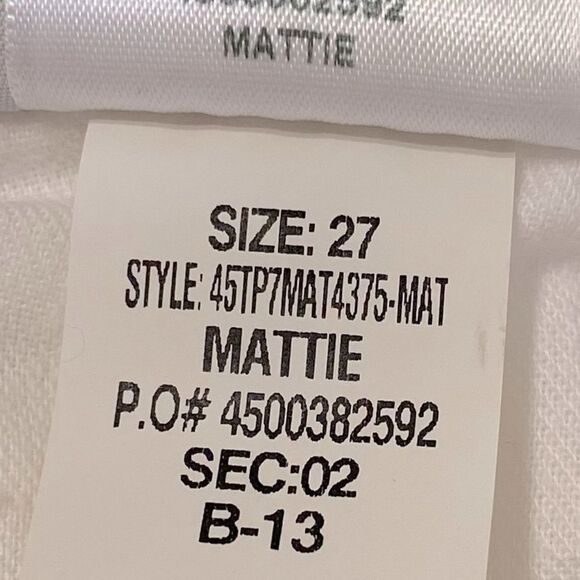 MATTIE
SIZE: 27
STYLE: 45TP7MAT4375-MAT
MATTIE
P.O# 4500382592
SEC:02
B-13